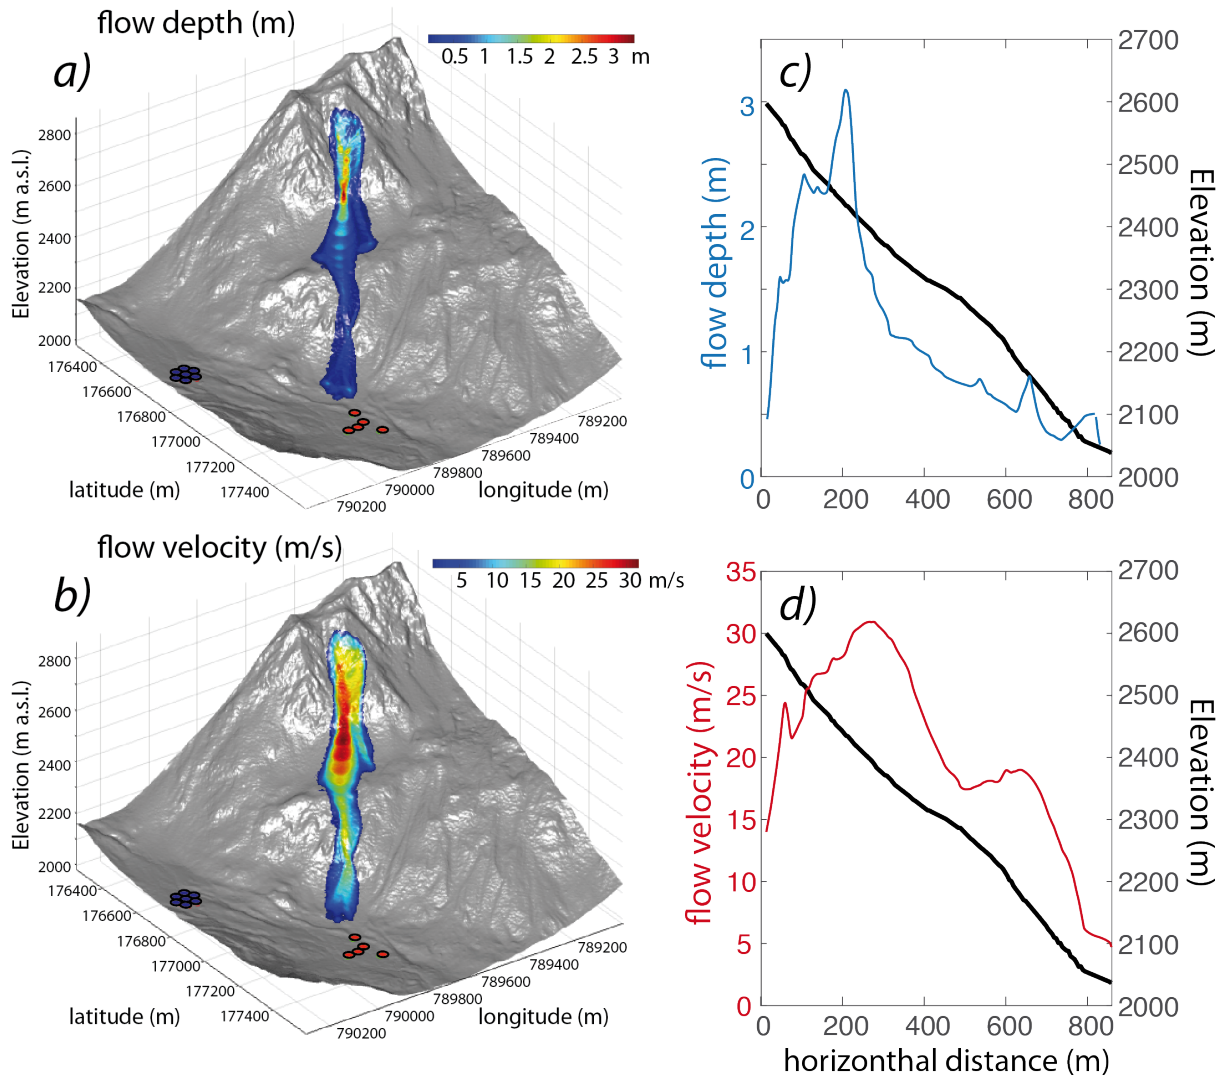 flow depth (m)
a)
0.5 1 1.5 2 2.5 3 m
Elevation (m a.s.l.)
2800
2600
2400
2200
2000
176400
176600
176800
177000
177200
177400
latitude (m)
790200
790000
789800
789600
789400
789200
longitude (m)
c)
flow depth (m)
3
2
1
0
0 200 400 600 800
2700
2600
2500
2400
2300
2200
2100
2000
Elevation (m)
flow velocity (m/s)
b)
5 10 15 20 25 30 m/s
Elevation (m a.s.l.)
2800
2600
2400
2200
2000
176400
176600
176800
177000
177200
177400
latitude (m)
790200
790000
789800
789600
789400
789200
longitude (m)
d)
flow velocity (m/s)
35
30
25
20
15
10
5
0
0 200 400 600 800
horizonthal distance (m)
2700
2600
2500
2400
2300
2200
2100
2000
Elevation (m)